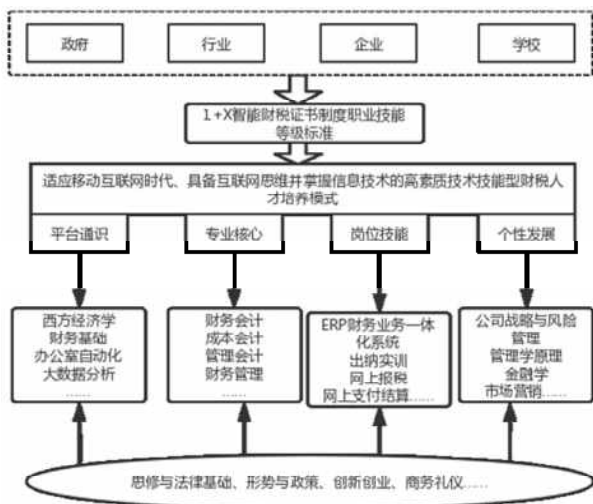 政府
行业
企业
学校
1+X智能财税证书制度职业技能
等级标准
适应移动互联网时代、具备互联网思维并掌握信息技术的高素质技术技能型财税人
才培养模式
平台通识
专业核心
岗位技能
个性发展
西方经济学
财务基础
办公室自动化
大数据分析
……
财务会计
成本会计
管理会计
财务管理
……
ERP财务业务一体
化系统
出纳实训
网上报税
网上支付结算……
公司战略与风险
管理
管理学原理
金融学
市场营销……
思修与法律基础、形势与政策、创新创业、商务礼仪……